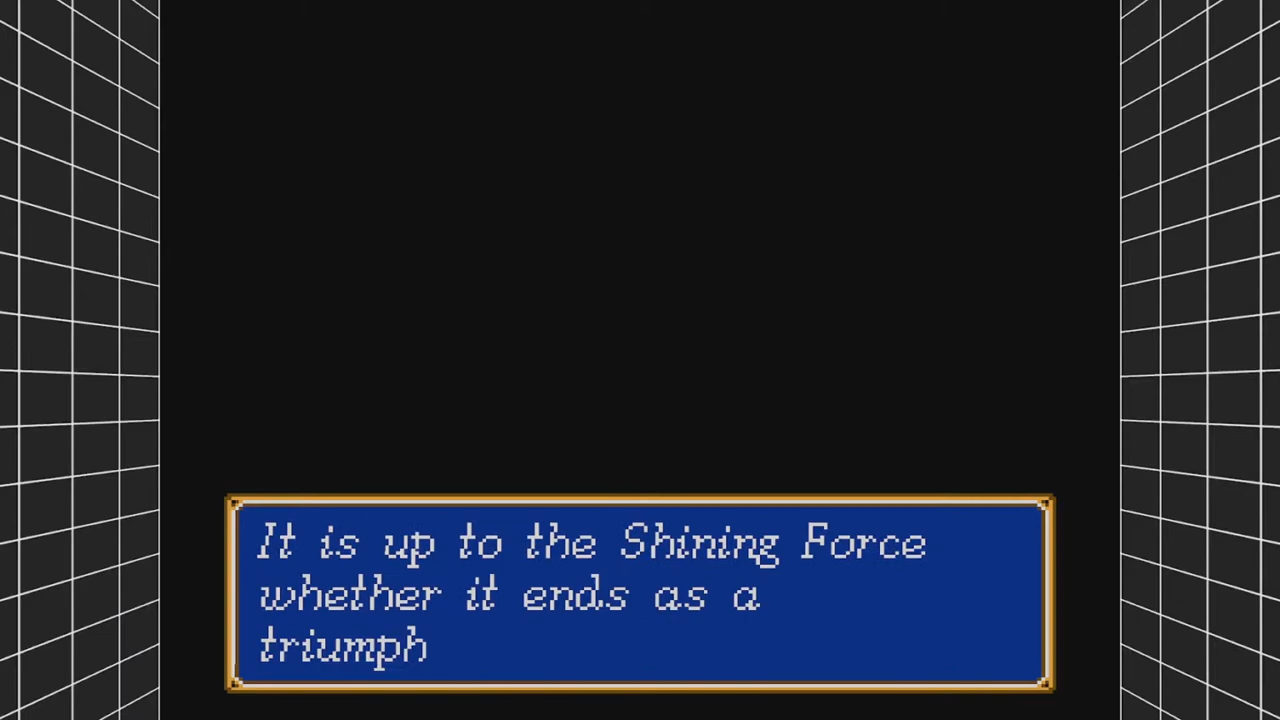 It is up to the Shining Force
whether it ends as a
triumph